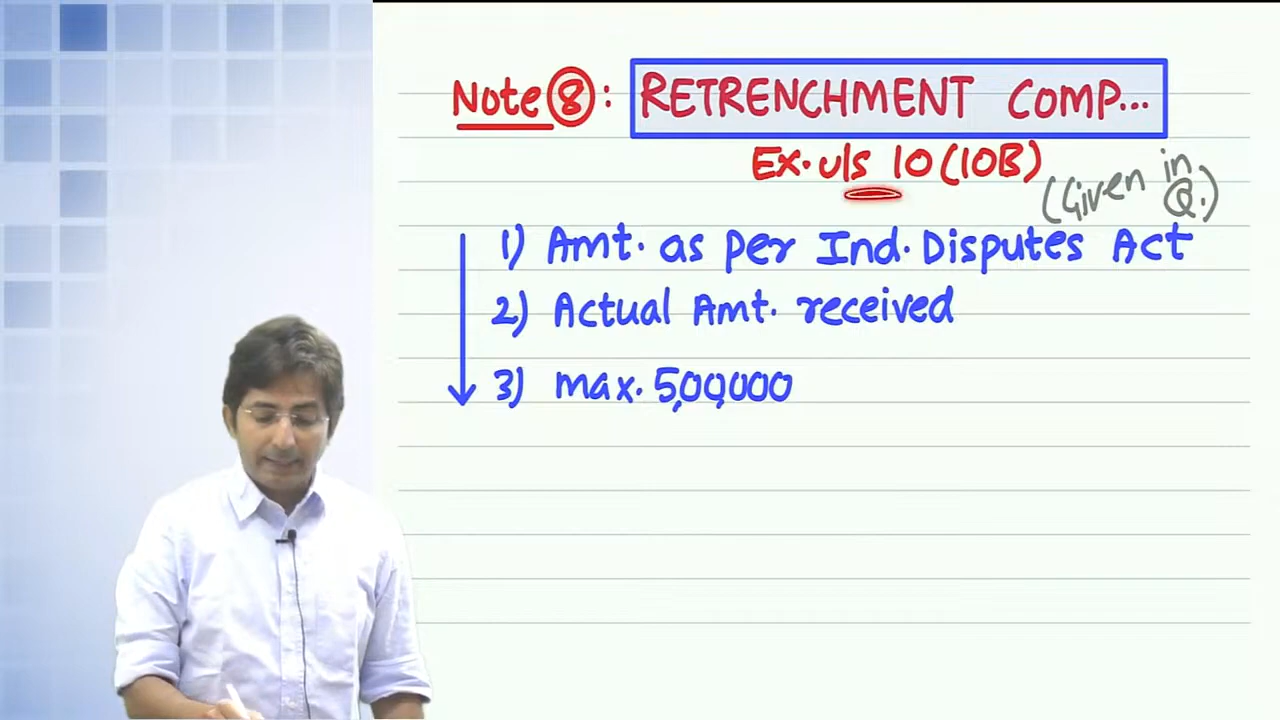 Note 8: RETRENCHMENT COMP...
Ex. u/s 10(10B)
(Given in Q.)
1) Amt. as per Ind. Disputes Act
2) Actual Amt. received
3) max. 5,00,000